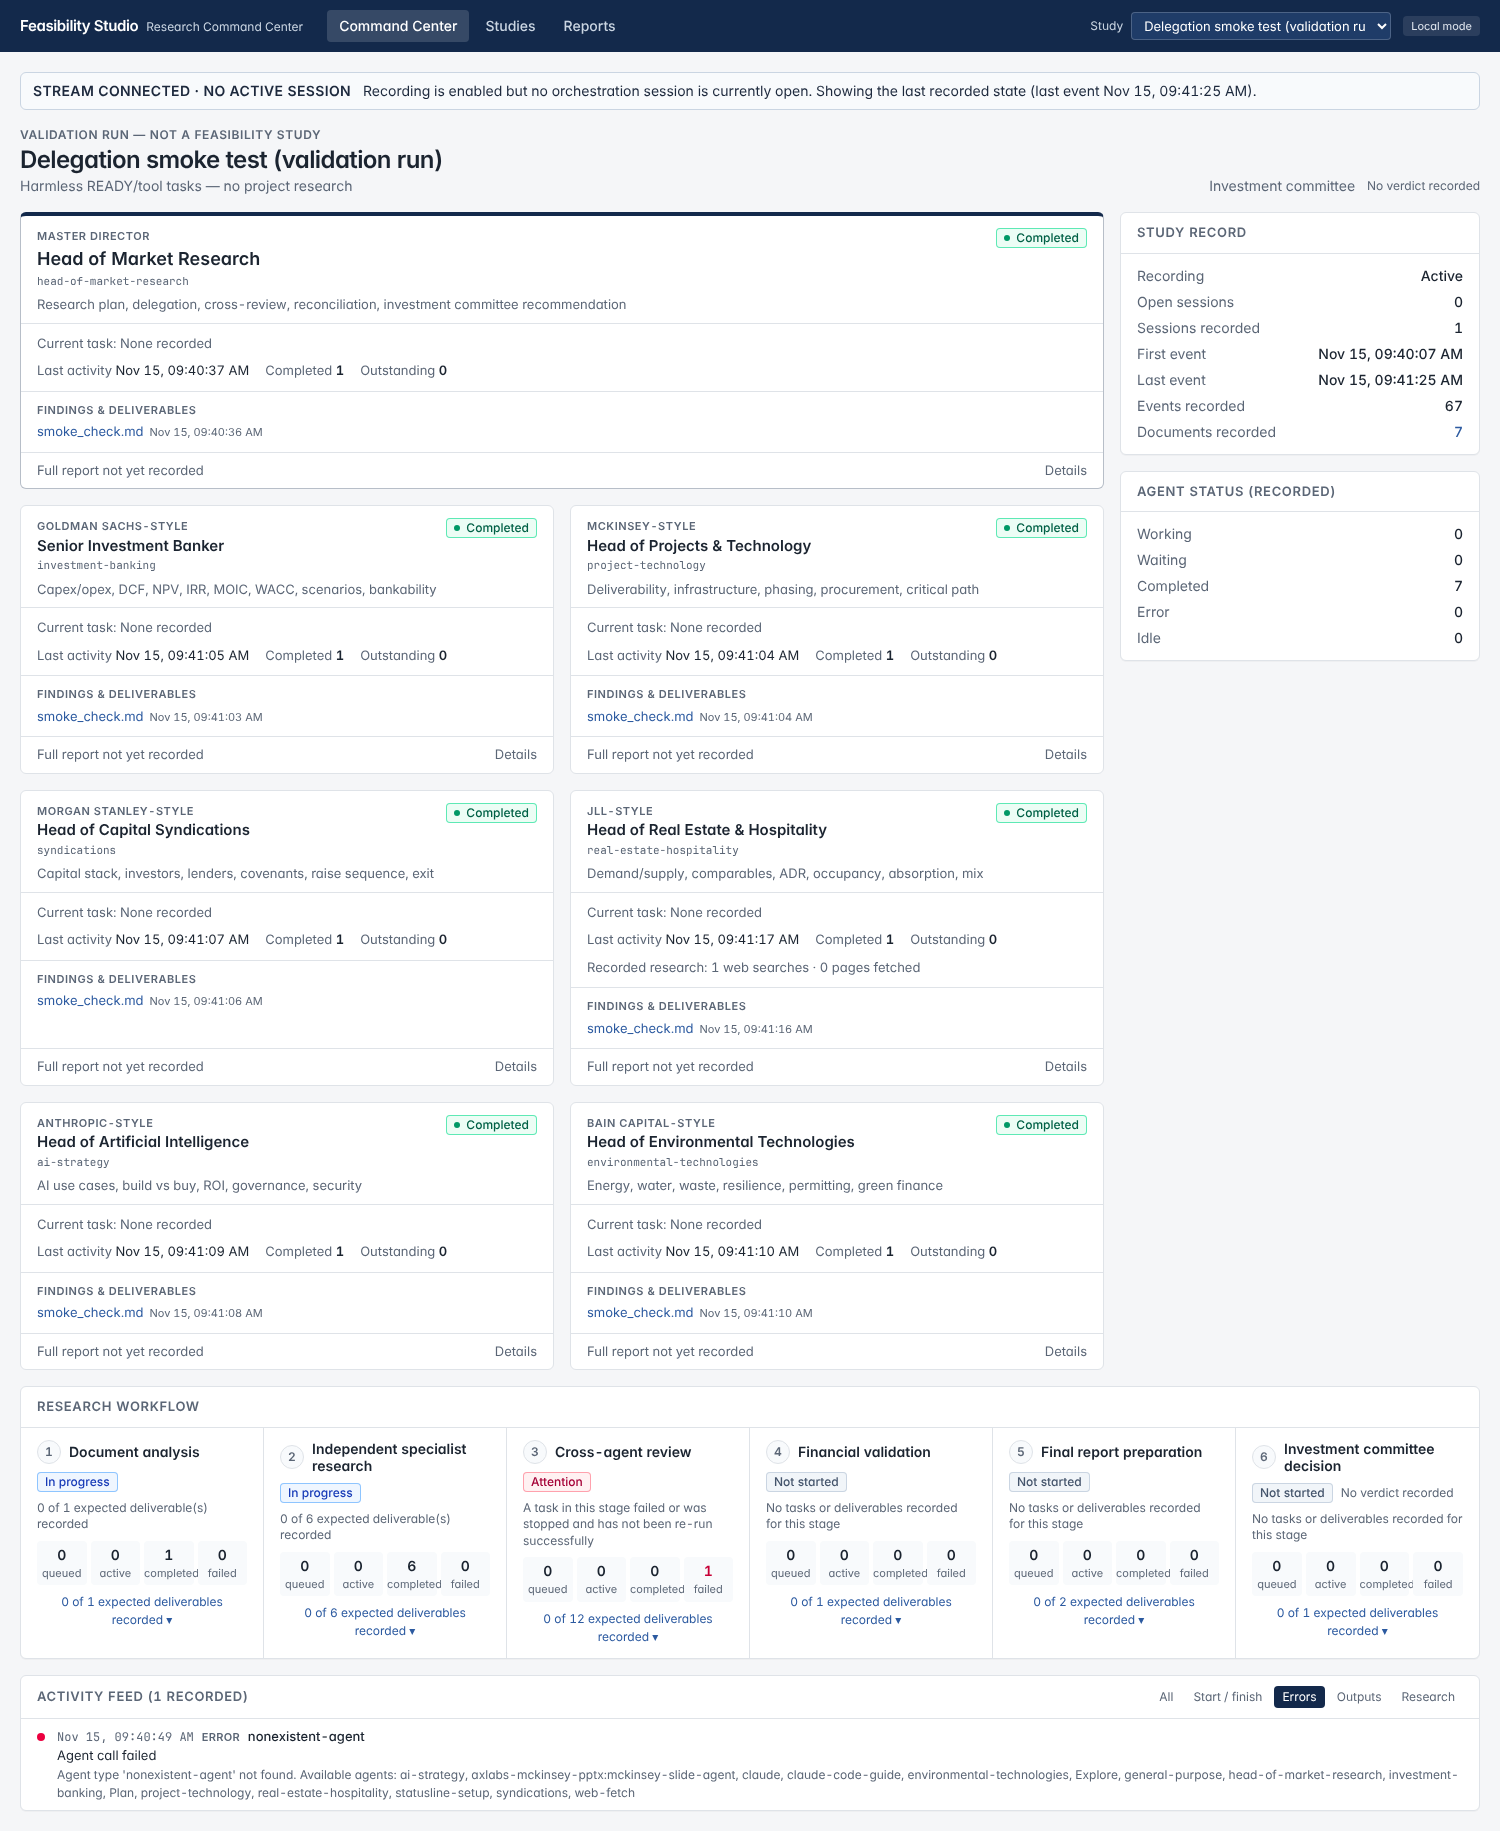 Feasibility Studio Research Command Center Command Center Studies Reports Study Delegation smoke test (validation ru Local mode
STREAM CONNECTED · NO ACTIVE SESSION Recording is enabled but no orchestration session is currently open. Showing the last recorded state (last event Nov 15, 09:41:25 AM).
VALIDATION RUN — NOT A FEASIBILITY STUDY
Delegation smoke test (validation run)
Harmless READY/tool tasks — no project research
Investment committee No verdict recorded
MASTER DIRECTOR
Completed
Head of Market Research
head-of-market-research
Research plan, delegation, cross-review, reconciliation, investment committee recommendation
Current task: None recorded
Last activity Nov 15, 09:40:37 AM Completed 1 Outstanding 0
FINDINGS & DELIVERABLES
smoke_check.md Nov 15, 09:40:36 AM
Full report not yet recorded Details
STUDY RECORD
Recording Active
Open sessions 0
Sessions recorded 1
First event Nov 15, 09:40:07 AM
Last event Nov 15, 09:41:25 AM
Events recorded 67
Documents recorded 7
AGENT STATUS (RECORDED)
Working 0
Waiting 0
Completed 7
Error 0
Idle 0
GOLDMAN SACHS-STYLE
Completed
Senior Investment Banker
investment-banking
Capex/opex, DCF, NPV, IRR, MOIC, WACC, scenarios, bankability
Current task: None recorded
Last activity Nov 15, 09:41:05 AM Completed 1 Outstanding 0
FINDINGS & DELIVERABLES
smoke_check.md Nov 15, 09:41:03 AM
Full report not yet recorded Details
MCKINSEY-STYLE
Completed
Head of Projects & Technology
project-technology
Deliverability, infrastructure, phasing, procurement, critical path
Current task: None recorded
Last activity Nov 15, 09:41:04 AM Completed 1 Outstanding 0
FINDINGS & DELIVERABLES
smoke_check.md Nov 15, 09:41:04 AM
Full report not yet recorded Details
MORGAN STANLEY-STYLE
Completed
Head of Capital Syndications
syndications
Capital stack, investors, lenders, covenants, raise sequence, exit
Current task: None recorded
Last activity Nov 15, 09:41:07 AM Completed 1 Outstanding 0
FINDINGS & DELIVERABLES
smoke_check.md Nov 15, 09:41:06 AM
Full report not yet recorded Details
JLL-STYLE
Completed
Head of Real Estate & Hospitality
real-estate-hospitality
Demand/supply, comparables, ADR, occupancy, absorption, mix
Current task: None recorded
Last activity Nov 15, 09:41:17 AM Completed 1 Outstanding 0
Recorded research: 1 web searches · 0 pages fetched
FINDINGS & DELIVERABLES
smoke_check.md Nov 15, 09:41:16 AM
Full report not yet recorded Details
ANTHROPIC-STYLE
Completed
Head of Artificial Intelligence
ai-strategy
AI use cases, build vs buy, ROI, governance, security
Current task: None recorded
Last activity Nov 15, 09:41:09 AM Completed 1 Outstanding 0
FINDINGS & DELIVERABLES
smoke_check.md Nov 15, 09:41:08 AM
Full report not yet recorded Details
BAIN CAPITAL-STYLE
Completed
Head of Environmental Technologies
environmental-technologies
Energy, water, waste, resilience, permitting, green finance
Current task: None recorded
Last activity Nov 15, 09:41:10 AM Completed 1 Outstanding 0
FINDINGS & DELIVERABLES
smoke_check.md Nov 15, 09:41:10 AM
Full report not yet recorded Details
RESEARCH WORKFLOW
1 Document analysis
In progress
0 of 1 expected deliverable(s)
recorded
0 0 1 0
queued active completed failed
0 of 1 expected deliverables
recorded ▾
2 Independent specialist
research
In progress
0 of 6 expected deliverable(s)
recorded
0 0 6 0
queued active completed failed
0 of 6 expected deliverables
recorded ▾
3 Cross-agent review
Attention
A task in this stage failed or was
stopped and has not been re-run
successfully
0 0 0 1
queued active completed failed
0 of 12 expected deliverables
recorded ▾
4 Financial validation
Not started
No tasks or deliverables recorded
for this stage
0 0 0 0
queued active completed failed
0 of 1 expected deliverables
recorded ▾
5 Final report preparation
Not started
No tasks or deliverables recorded
for this stage
0 0 0 0
queued active completed failed
0 of 2 expected deliverables
recorded ▾
6 Investment committee
decision
Not started No verdict recorded
No tasks or deliverables recorded for
this stage
0 0 0 0
queued active completed failed
0 of 1 expected deliverables
recorded ▾
ACTIVITY FEED (1 RECORDED) All Start / finish Errors Outputs Research
Nov 15, 09:40:49 AM ERROR nonexistent-agent
Agent call failed
Agent type 'nonexistent-agent' not found. Available agents: ai-strategy, axlabs-mckinsey-pptx:mckinsey-slide-agent, claude, claude-code-guide, environmental-technologies, Explore, general-purpose, head-of-market-research, investment-
banking, Plan, project-technology, real-estate-hospitality, statusline-setup, syndications, web-fetch